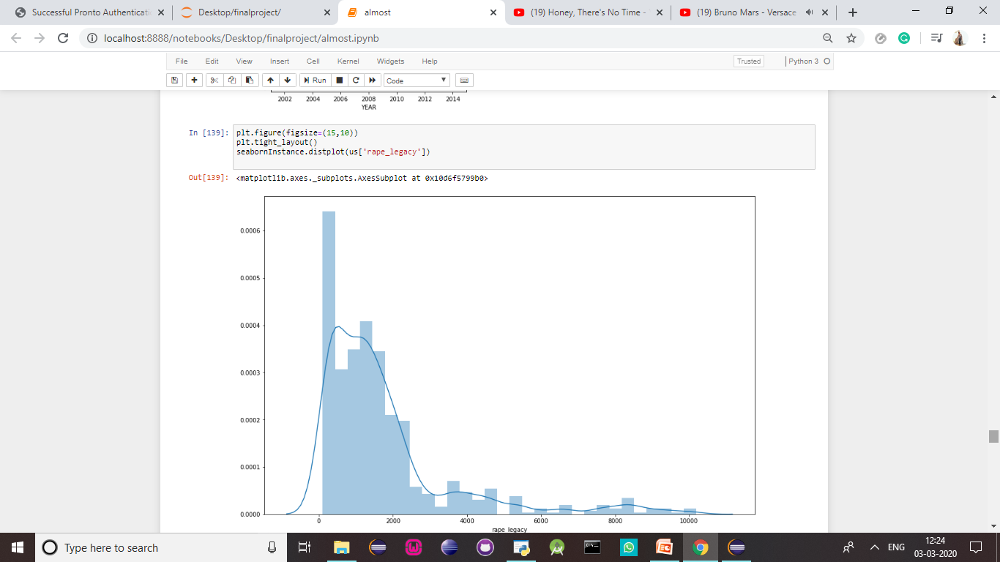 Successful Pronto Authenticati
Desktop/finalproject/
almost
(19) Honey, There's No Time -
(19) Bruno Mars - Versace
localhost:8888/notebooks/Desktop/finalproject/almost.ipynb
File Edit View Insert Cell Kernel Widgets Help
Trusted
Python 3
Run
Code
2002 2004 2006 2008 2010 2012 2014
YEAR
In [139]:
plt.figure(figsize=(15,10))
plt.tight_layout()
seabornInstance.distplot(us['rape_legacy'])
Out[139]:
<matplotlib.axes._subplots.AxesSubplot at 0x10d6f5799b0>
0.0006
0.0005
0.0004
0.0003
0.0002
0.0001
0.0000
0 2000 4000 6000 8000 10000
rape_legacy
Type here to search
ENG
12:24
03-03-2020